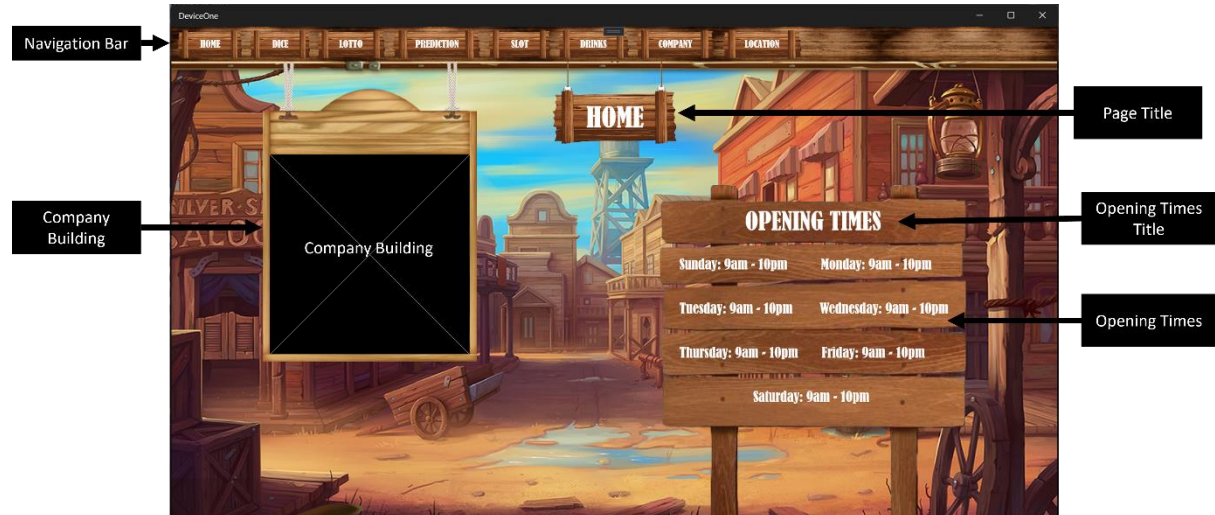 DeviceOne
Navigation Bar
HOME DICE LOTTO PREDICTION SLOT DRINKS COMPANY LOCATION
HOME
Page Title
SILVER S
SALO
Company
Building
Company Building
OPENING TIMES
Opening Times
Title
Sunday: 9am - 10pm Monday: 9am - 10pm
Tuesday: 9am - 10pm Wednesday: 9am - 10pm
Opening Times
Thursday: 9am - 10pm Friday: 9am - 10pm
Saturday: 9am - 10pm